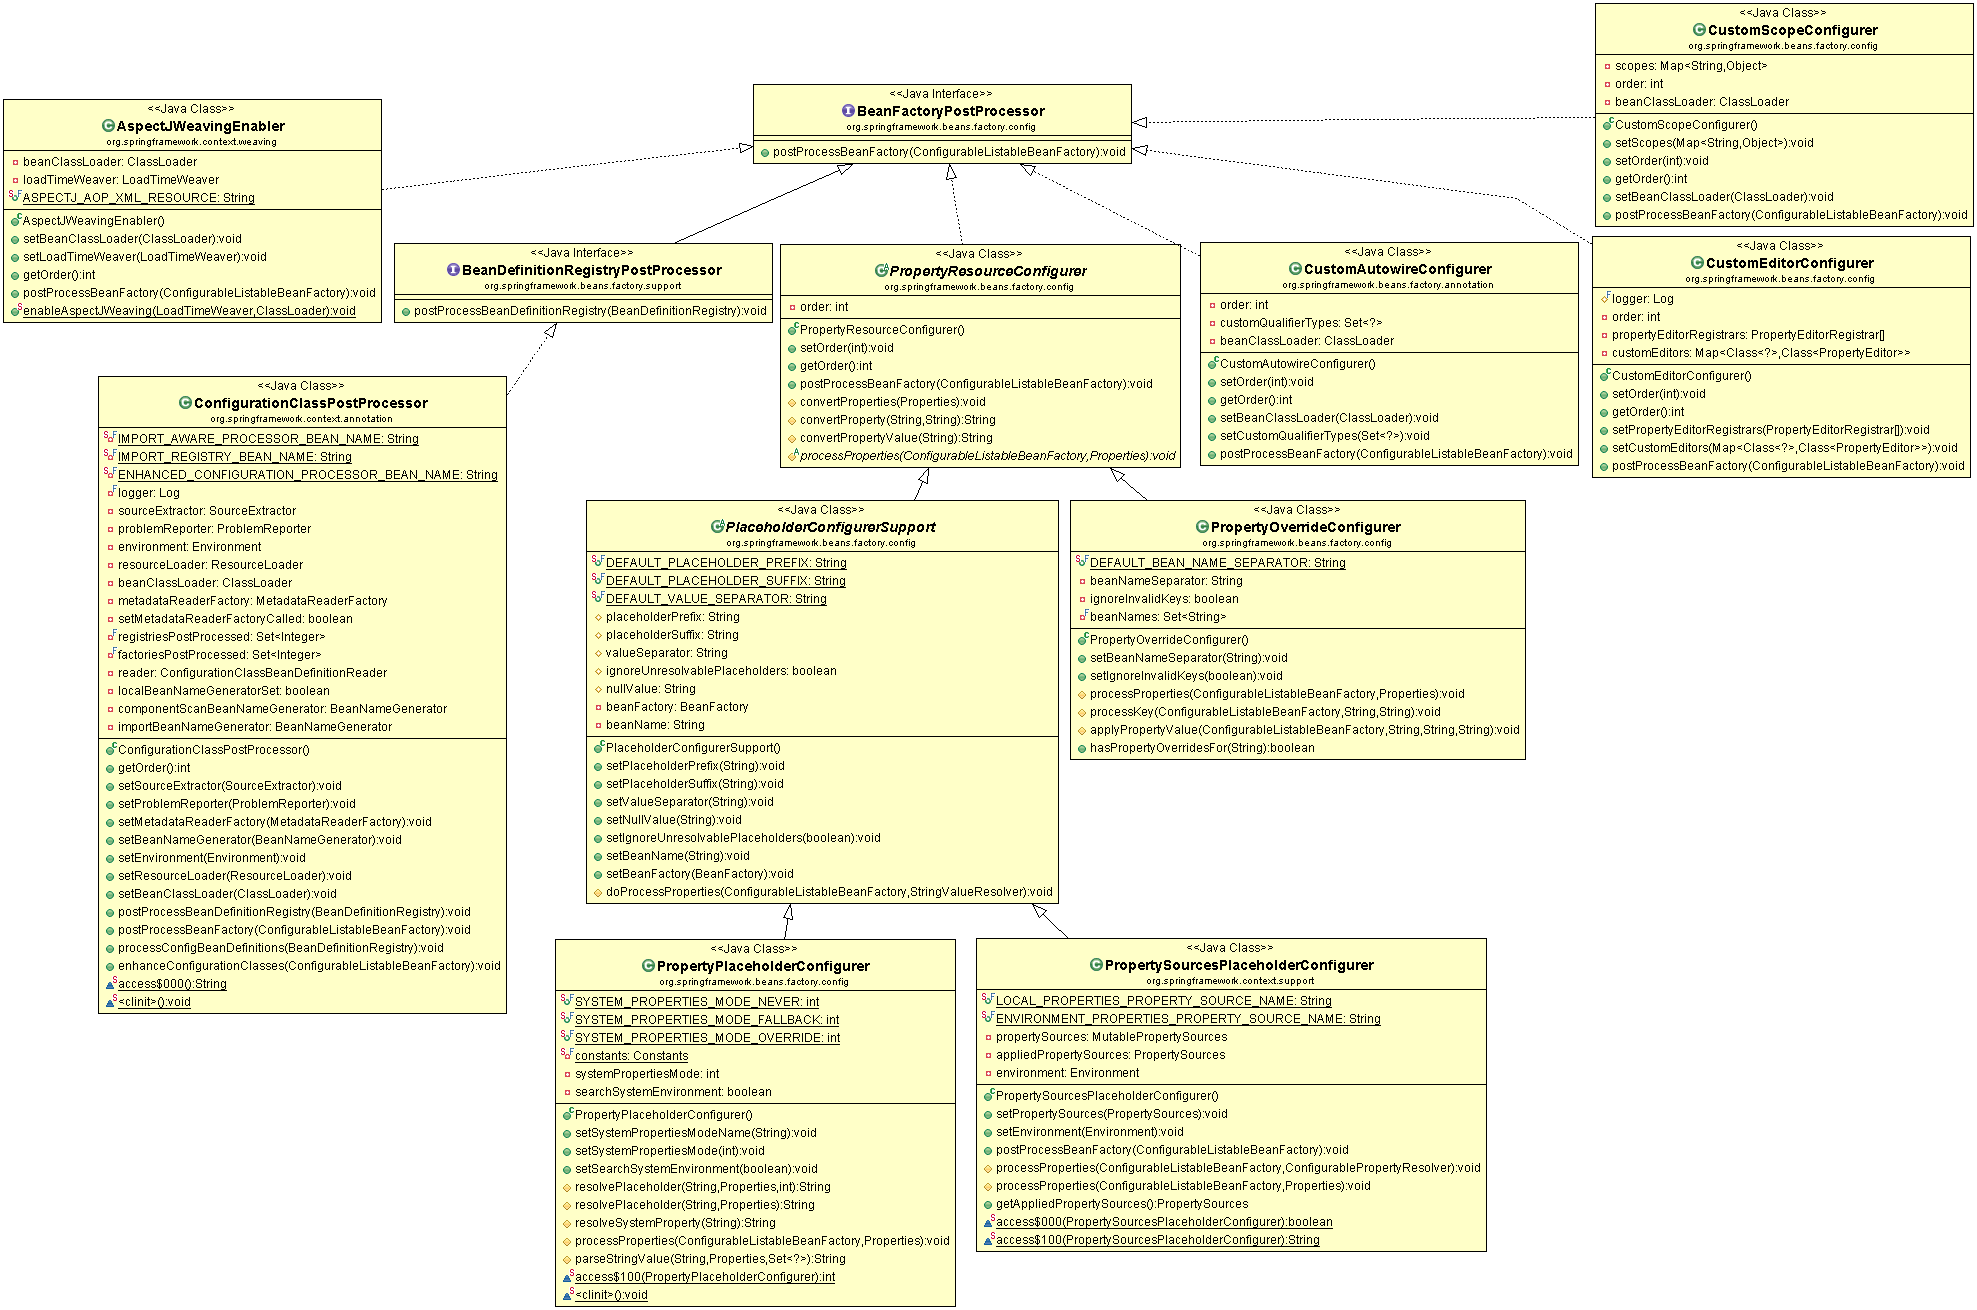 <<Java Class>>
CustomScopeConfigurer
org.springframework.beans.factory.config
scopes: Map<String,Object>
order: int
beanClassLoader: ClassLoader
CustomScopeConfigurer()
setScopes(Map<String,Object>):void
setOrder(int):void
getOrder():int
setBeanClassLoader(ClassLoader):void
postProcessBeanFactory(ConfigurableListableBeanFactory):void
<<Java Interface>>
BeanFactoryPostProcessor
org.springframework.beans.factory.config
postProcessBeanFactory(ConfigurableListableBeanFactory):void
<<Java Class>>
AspectJWeavingEnabler
org.springframework.context.weaving
beanClassLoader: ClassLoader
loadTimeWeaver: LoadTimeWeaver
ASPECTJ_AOP_XML_RESOURCE: String
AspectJWeavingEnabler()
setBeanClassLoader(ClassLoader):void
setLoadTimeWeaver(LoadTimeWeaver):void
getOrder():int
postProcessBeanFactory(ConfigurableListableBeanFactory):void
enableAspectJWeaving(LoadTimeWeaver,ClassLoader):void
<<Java Interface>>
BeanDefinitionRegistryPostProcessor
org.springframework.beans.factory.support
postProcessBeanDefinitionRegistry(BeanDefinitionRegistry):void
<<Java Class>>
PropertyResourceConfigurer
org.springframework.beans.factory.config
order: int
PropertyResourceConfigurer()
setOrder(int):void
getOrder():int
postProcessBeanFactory(ConfigurableListableBeanFactory):void
convertProperties(Properties):void
convertProperty(String,String):String
convertPropertyValue(String):String
processProperties(ConfigurableListableBeanFactory,Properties):void
<<Java Class>>
CustomAutowireConfigurer
org.springframework.beans.factory.annotation
order: int
customQualifierTypes: Set<?>
beanClassLoader: ClassLoader
CustomAutowireConfigurer()
setOrder(int):void
getOrder():int
setBeanClassLoader(ClassLoader):void
setCustomQualifierTypes(Set<?>):void
postProcessBeanFactory(ConfigurableListableBeanFactory):void
<<Java Class>>
CustomEditorConfigurer
org.springframework.beans.factory.config
logger: Log
order: int
propertyEditorRegistrars: PropertyEditorRegistrar[]
customEditors: Map<Class<?>,Class<PropertyEditor>>
CustomEditorConfigurer()
setOrder(int):void
getOrder():int
setPropertyEditorRegistrars(PropertyEditorRegistrar[]):void
setCustomEditors(Map<Class<?>,Class<PropertyEditor>>):void
postProcessBeanFactory(ConfigurableListableBeanFactory):void
<<Java Class>>
ConfigurationClassPostProcessor
org.springframework.context.annotation
IMPORT_AWARE_PROCESSOR_BEAN_NAME: String
IMPORT_REGISTRY_BEAN_NAME: String
ENHANCED_CONFIGURATION_PROCESSOR_BEAN_NAME: String
logger: Log
sourceExtractor: SourceExtractor
problemReporter: ProblemReporter
environment: Environment
resourceLoader: ResourceLoader
beanClassLoader: ClassLoader
metadataReaderFactory: MetadataReaderFactory
setMetadataReaderFactoryCalled: boolean
registriesPostProcessed: Set<Integer>
factoriesPostProcessed: Set<Integer>
reader: ConfigurationClassBeanDefinitionReader
localBeanNameGeneratorSet: boolean
componentScanBeanNameGenerator: BeanNameGenerator
importBeanNameGenerator: BeanNameGenerator
ConfigurationClassPostProcessor()
getOrder():int
setSourceExtractor(SourceExtractor):void
setProblemReporter(ProblemReporter):void
setMetadataReaderFactory(MetadataReaderFactory):void
setBeanNameGenerator(BeanNameGenerator):void
setEnvironment(Environment):void
setResourceLoader(ResourceLoader):void
setBeanClassLoader(ClassLoader):void
postProcessBeanDefinitionRegistry(BeanDefinitionRegistry):void
postProcessBeanFactory(ConfigurableListableBeanFactory):void
processConfigBeanDefinitions(BeanDefinitionRegistry):void
enhanceConfigurationClasses(ConfigurableListableBeanFactory):void
access$000():String
<clinit>():void
<<Java Class>>
PlaceholderConfigurerSupport
org.springframework.beans.factory.config
DEFAULT_PLACEHOLDER_PREFIX: String
DEFAULT_PLACEHOLDER_SUFFIX: String
DEFAULT_VALUE_SEPARATOR: String
placeholderPrefix: String
placeholderSuffix: String
valueSeparator: String
ignoreUnresolvablePlaceholders: boolean
nullValue: String
beanFactory: BeanFactory
beanName: String
PlaceholderConfigurerSupport()
setPlaceholderPrefix(String):void
setPlaceholderSuffix(String):void
setValueSeparator(String):void
setNullValue(String):void
setIgnoreUnresolvablePlaceholders(boolean):void
setBeanName(String):void
setBeanFactory(BeanFactory):void
doProcessProperties(ConfigurableListableBeanFactory,StringValueResolver):void
<<Java Class>>
PropertyOverrideConfigurer
org.springframework.beans.factory.config
DEFAULT_BEAN_NAME_SEPARATOR: String
beanNameSeparator: String
ignoreInvalidKeys: boolean
beanNames: Set<String>
PropertyOverrideConfigurer()
setBeanNameSeparator(String):void
setIgnoreInvalidKeys(boolean):void
processProperties(ConfigurableListableBeanFactory,Properties):void
processKey(ConfigurableListableBeanFactory,String,String):void
applyPropertyValue(ConfigurableListableBeanFactory,String,String,String):void
hasPropertyOverridesFor(String):boolean
<<Java Class>>
PropertyPlaceholderConfigurer
org.springframework.beans.factory.config
SYSTEM_PROPERTIES_MODE_NEVER: int
SYSTEM_PROPERTIES_MODE_FALLBACK: int
SYSTEM_PROPERTIES_MODE_OVERRIDE: int
constants: Constants
systemPropertiesMode: int
searchSystemEnvironment: boolean
PropertyPlaceholderConfigurer()
setSystemPropertiesModeName(String):void
setSystemPropertiesMode(int):void
setSearchSystemEnvironment(boolean):void
resolvePlaceholder(String,Properties,int):String
resolvePlaceholder(String,Properties):String
resolveSystemProperty(String):String
processProperties(ConfigurableListableBeanFactory,Properties):void
parseStringValue(String,Properties,Set<?>):String
access$100(PropertyPlaceholderConfigurer):int
<clinit>():void
<<Java Class>>
PropertySourcesPlaceholderConfigurer
org.springframework.context.support
LOCAL_PROPERTIES_PROPERTY_SOURCE_NAME: String
ENVIRONMENT_PROPERTIES_PROPERTY_SOURCE_NAME: String
propertySources: MutablePropertySources
appliedPropertySources: PropertySources
environment: Environment
PropertySourcesPlaceholderConfigurer()
setPropertySources(PropertySources):void
setEnvironment(Environment):void
postProcessBeanFactory(ConfigurableListableBeanFactory):void
processProperties(ConfigurableListableBeanFactory,ConfigurablePropertyResolver):void
processProperties(ConfigurableListableBeanFactory,Properties):void
getAppliedPropertySources():PropertySources
access$000(PropertySourcesPlaceholderConfigurer):boolean
access$100(PropertySourcesPlaceholderConfigurer):String